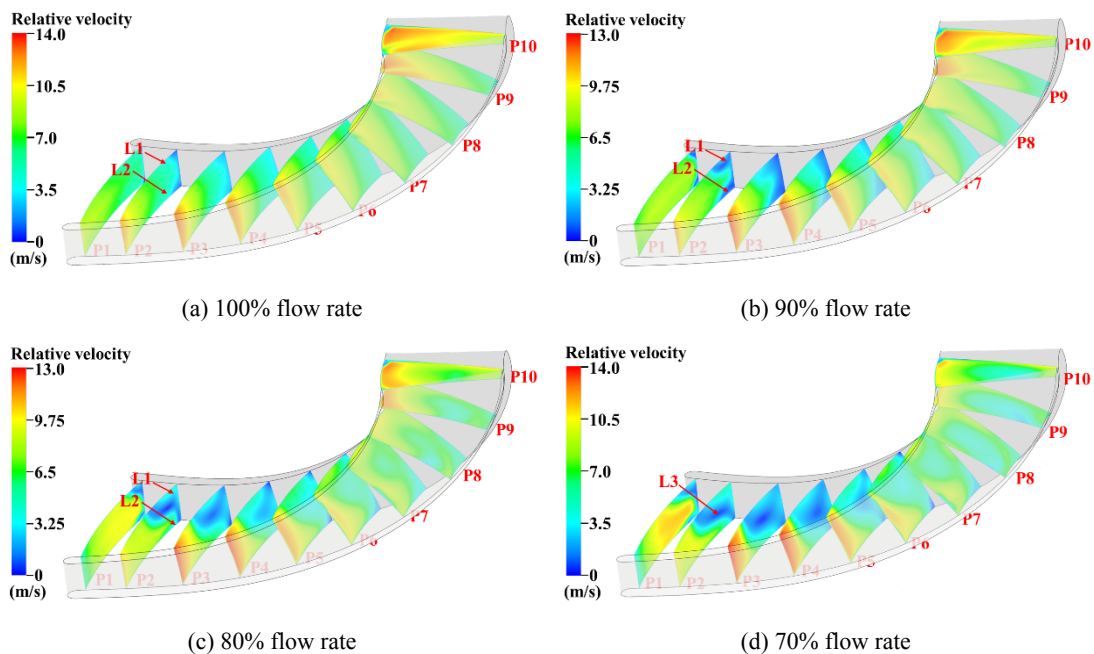 Relative velocity
14.0
10.5
7.0
3.5
0
(m/s)
L1
L2
P1
P2
P3
P4
P5
P6
P7
P8
P9
P10
(a) 100% flow rate
Relative velocity
13.0
9.75
6.5
3.25
0
(m/s)
L1
L2
P1
P2
P3
P4
P5
P6
P7
P8
P9
P10
(b) 90% flow rate
Relative velocity
13.0
9.75
6.5
3.25
0
(m/s)
L1
L2
P1
P2
P3
P4
P5
P6
P7
P8
P9
P10
(c) 80% flow rate
Relative velocity
14.0
10.5
7.0
3.5
0
(m/s)
L3
P1
P2
P3
P4
P5
P6
P7
P8
P9
P10
(d) 70% flow rate